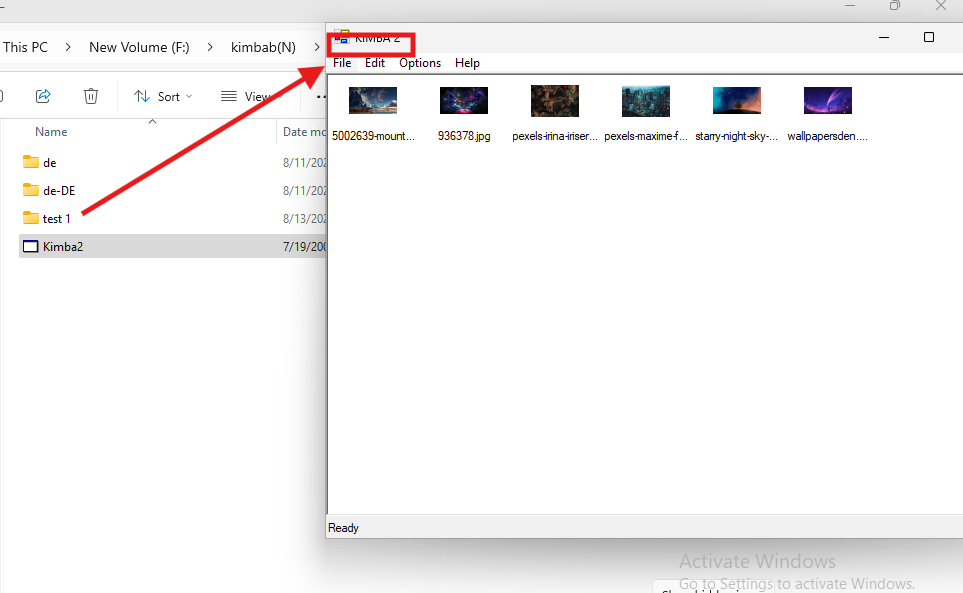 This PC > New Volume (F:) > kimbab(N) >
KIMBA 2
File Edit Options Help
Sort View
Name Date mo
5002639-mount... 936378.jpg pexels-irina-iriser... pexels-maxime-f... starry-night-sky-... wallpapersden....
de 8/11/202
de-DE 8/11/202
test 1 8/13/202
Kimba2 7/19/200
Ready
Activate Windows
Go to Settings to activate Windows.